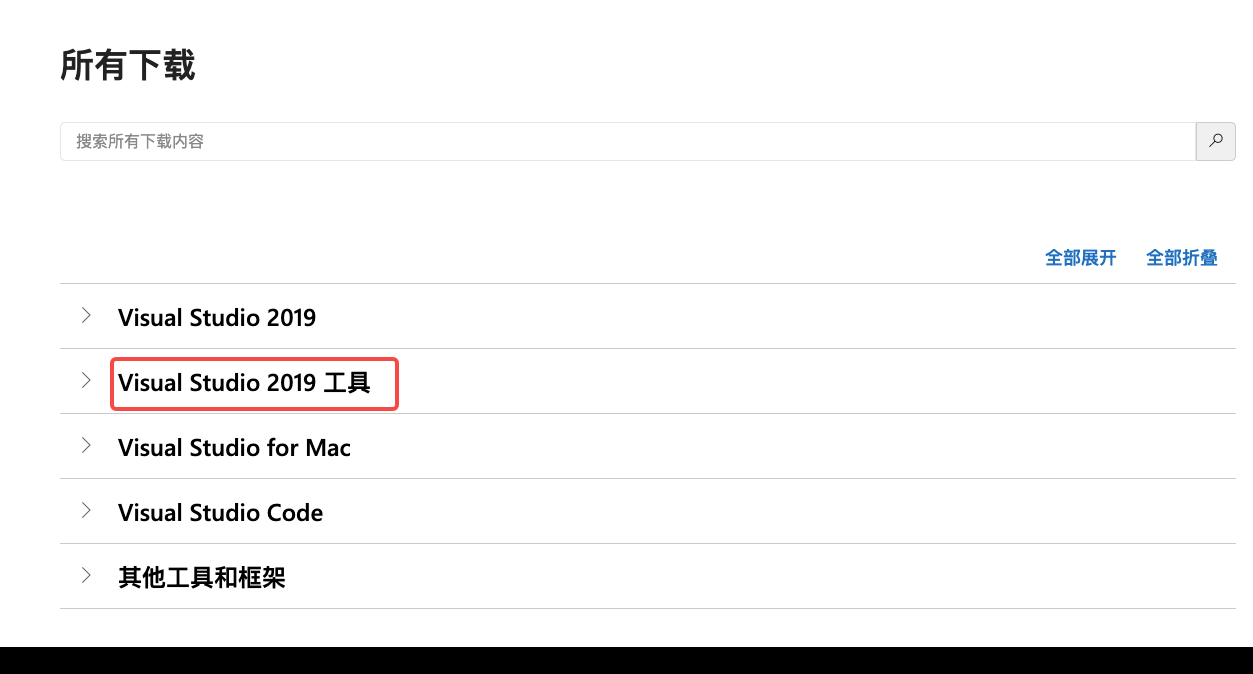 所有下载
搜索所有下载内容
全部展开 全部折叠
Visual Studio 2019
Visual Studio 2019 工具
Visual Studio for Mac
Visual Studio Code
其他工具和框架